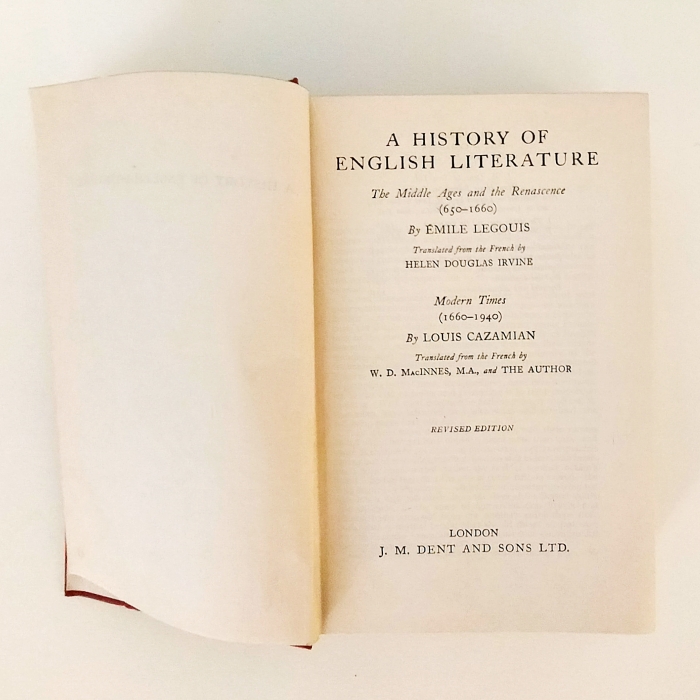 A HISTORY OF
ENGLISH LITERATURE
The Middle Ages and the Renascence
(650–1660)
By ÉMILE LEGOUIS
Translated from the French by
HELEN DOUGLAS IRVINE
Modern Times
(1660–1940)
By LOUIS CAZAMIAN
Translated from the French by
W. D. MacINNES, M.A., and THE AUTHOR
REVISED EDITION
LONDON
J. M. DENT AND SONS LTD.